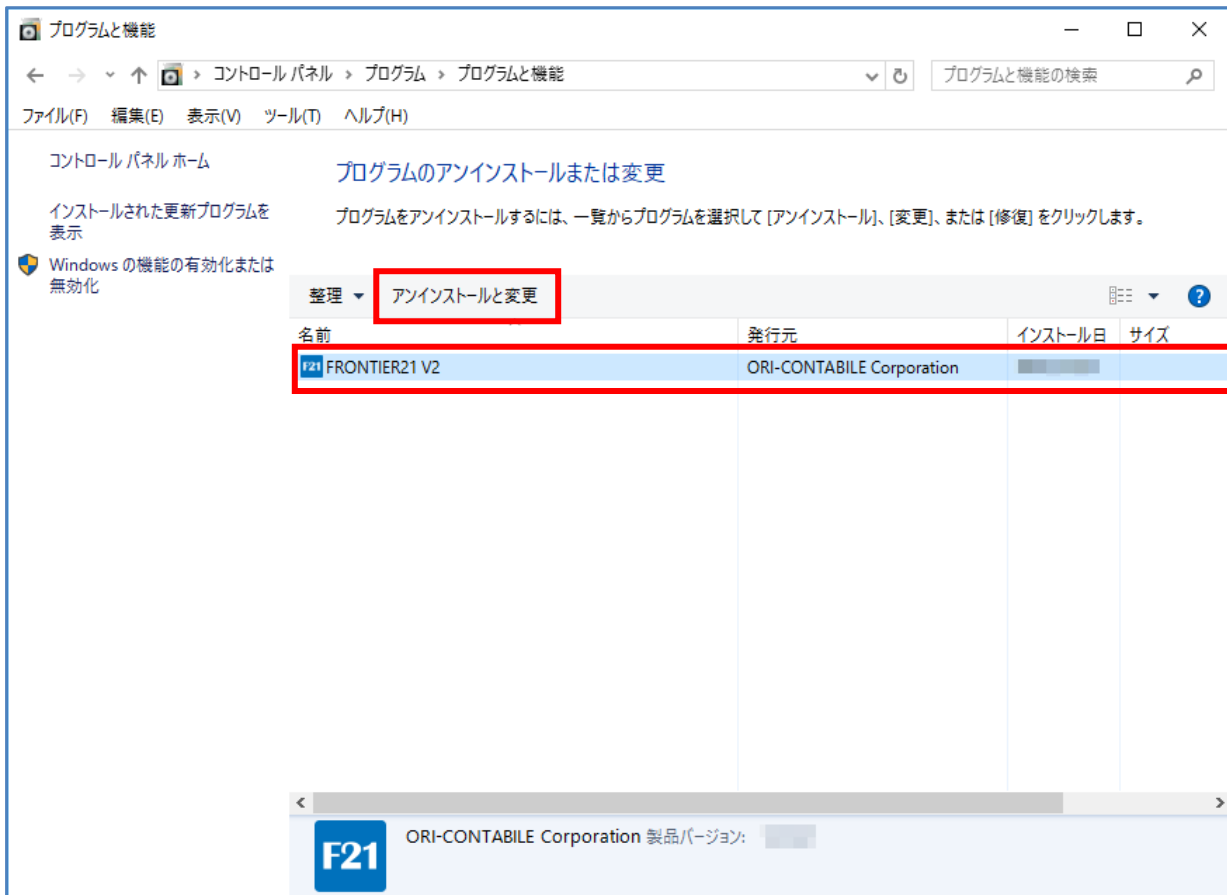 プログラムと機能
コントロール パネル › プログラム › プログラムと機能
プログラムと機能の検索
ファイル(F) 編集(E) 表示(V) ツール(T) ヘルプ(H)
コントロール パネル ホーム
インストールされた更新プログラムを
表示
Windows の機能の有効化または
無効化
プログラムのアンインストールまたは変更
プログラムをアンインストールするには、一覧からプログラムを選択して [アンインストール]、[変更]、または [修復] をクリックします。
整理 アンインストールと変更
名前 発行元 インストール日 サイズ
F21 FRONTIER21 V2 ORI-CONTABILE Corporation
F21 ORI-CONTABILE Corporation 製品バージョン: